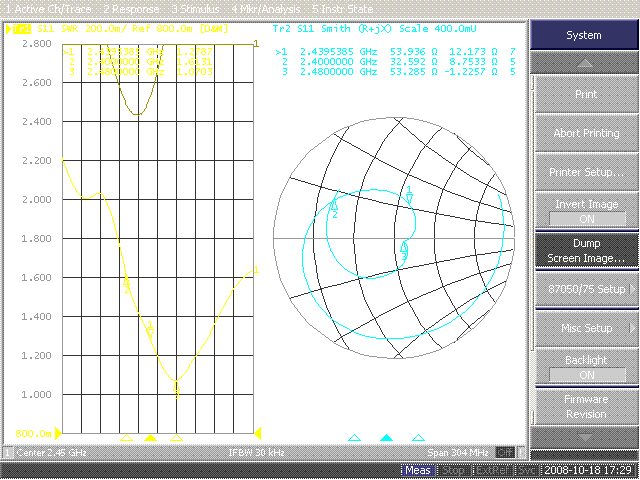 1 Active Ch/Trace 2 Response 3 Stimulus 4 Mkr/Analysis 5 Instr State
S11 SWR 200.0m/ Ref 600.0m [D&M]
Tr2 S11 Smith (R+jX) Scale 400.0mU
>1 2.4395385 GHz 53.936 Ω 12.173 7
2 2.4000000 GHz 32.592 Ω 8.7533 5
3 2.4800000 GHz 53.265 Ω -1.2257 5
2.800
2.600
2.400
2.200
2.000
1.800
1.600
1.400
1.200
1.000
600.0m
1 Center 2.45 GHz IFBW 30 kHz Span 304 MHz Off
Meas Stop ExtRef Svc 2008-10-18 17:29
System
Print
Abort Printing
Printer Setup...
Invert Image
ON
Dump
Screen Image...
87050/75 Setup
Misc Setup
Backlight
ON
Firmware
Revision